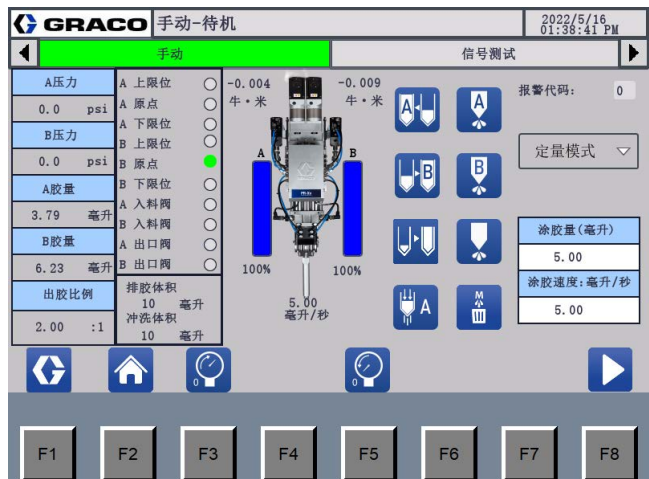 GRACO 手动-待机 2022/5/16
01:38:41 PM
手动 信号测试
A压力
0.0 psi
B压力
0.0 psi
A胶量
3.79 毫升
B胶量
6.23 毫升
出胶比例
2.00 :1
A 上限位
A 原点
A 下限位
B 上限位
B 原点
B 下限位
A 入料阀
B 入料阀
A 出口阀
B 出口阀
排胶体积
10 毫升
冲洗体积
10 毫升
-0.004
牛·米
-0.009
牛·米
A B
100% 100%
5.00
毫升/秒
A A
B B
A M
报警代码: 0
定量模式
涂胶量(毫升)
5.00
涂胶速度:毫升/秒
5.00
0 0
F1 F2 F3 F4 F5 F6 F7 F8